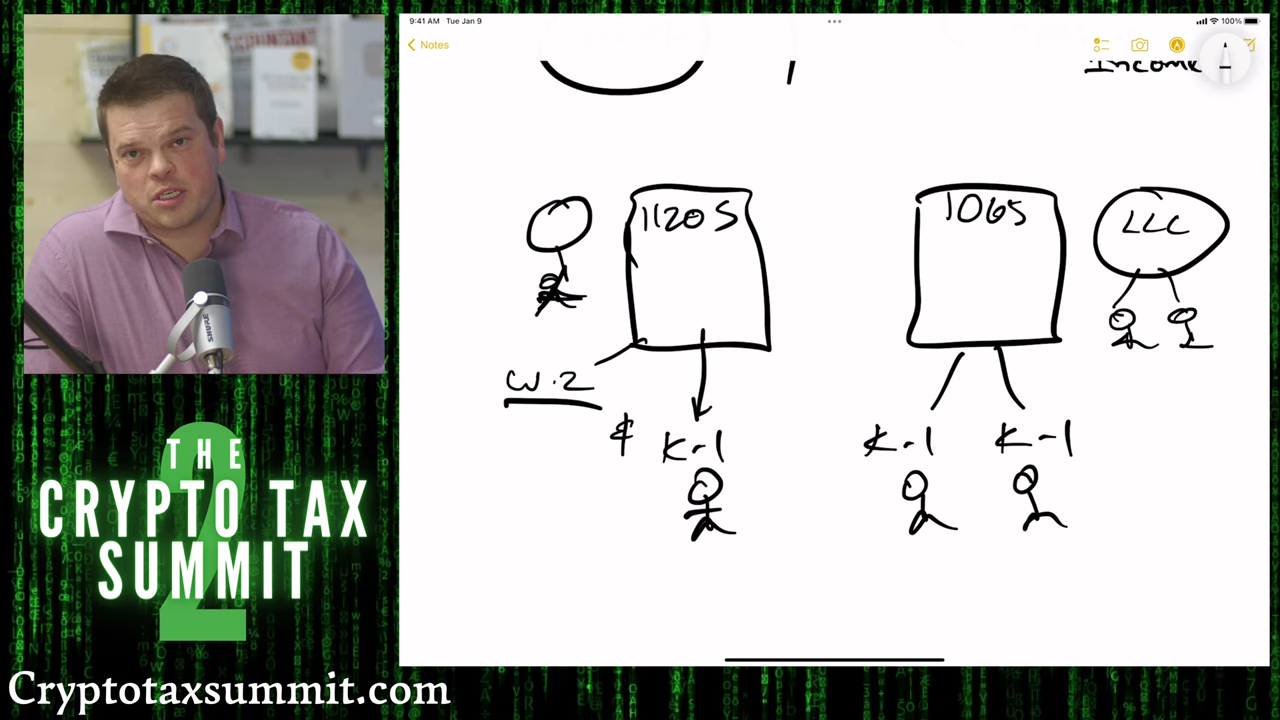 9:41 AM Tue Jan 9
100%
Notes
Income
1120S
1065
LLC
W-2
& K-1
K-1 K-1
SHURE
THE
2
CRYPTO TAX
SUMMIT
Cryptotaxsummit.com